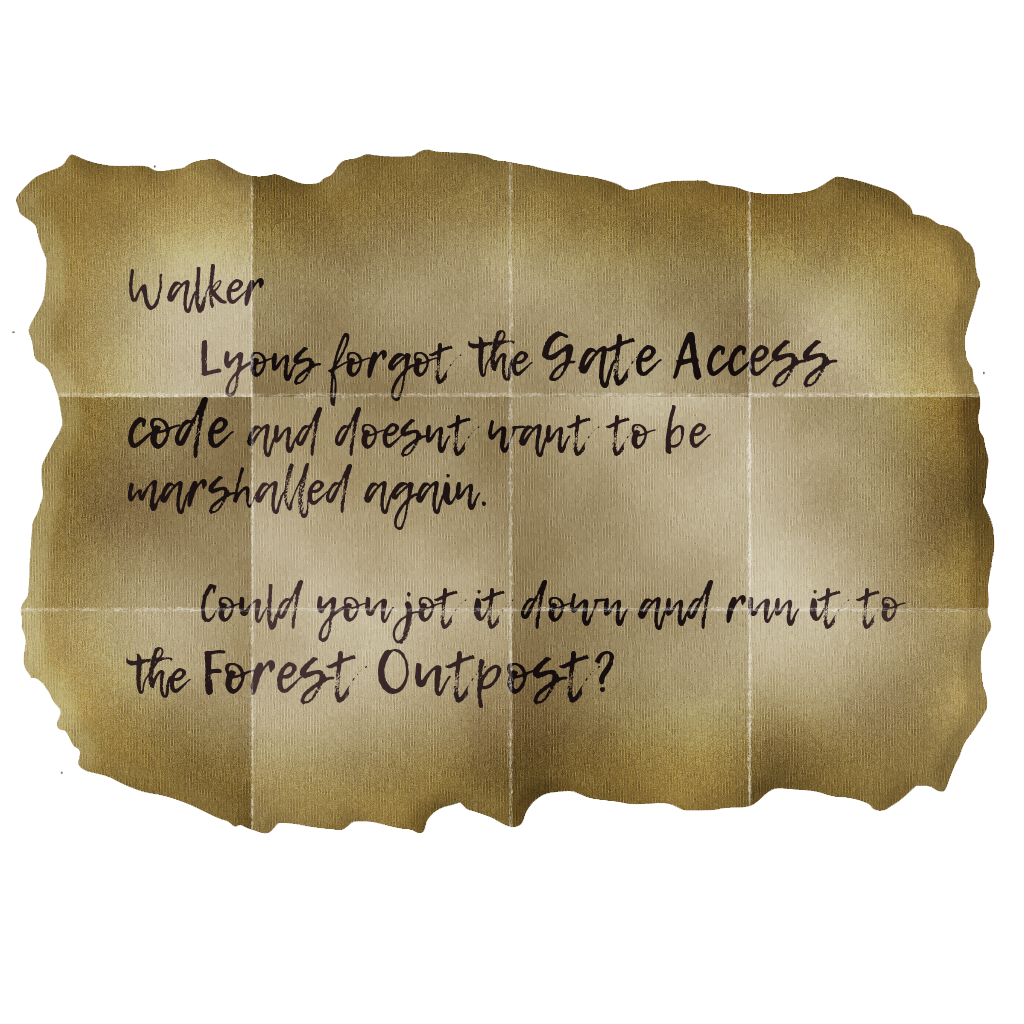 Walker
Lyons forgot the Gate Access
code and doesnt want to be
marshalled again.
Could you jot it down and run it to
the Forest Outpost?